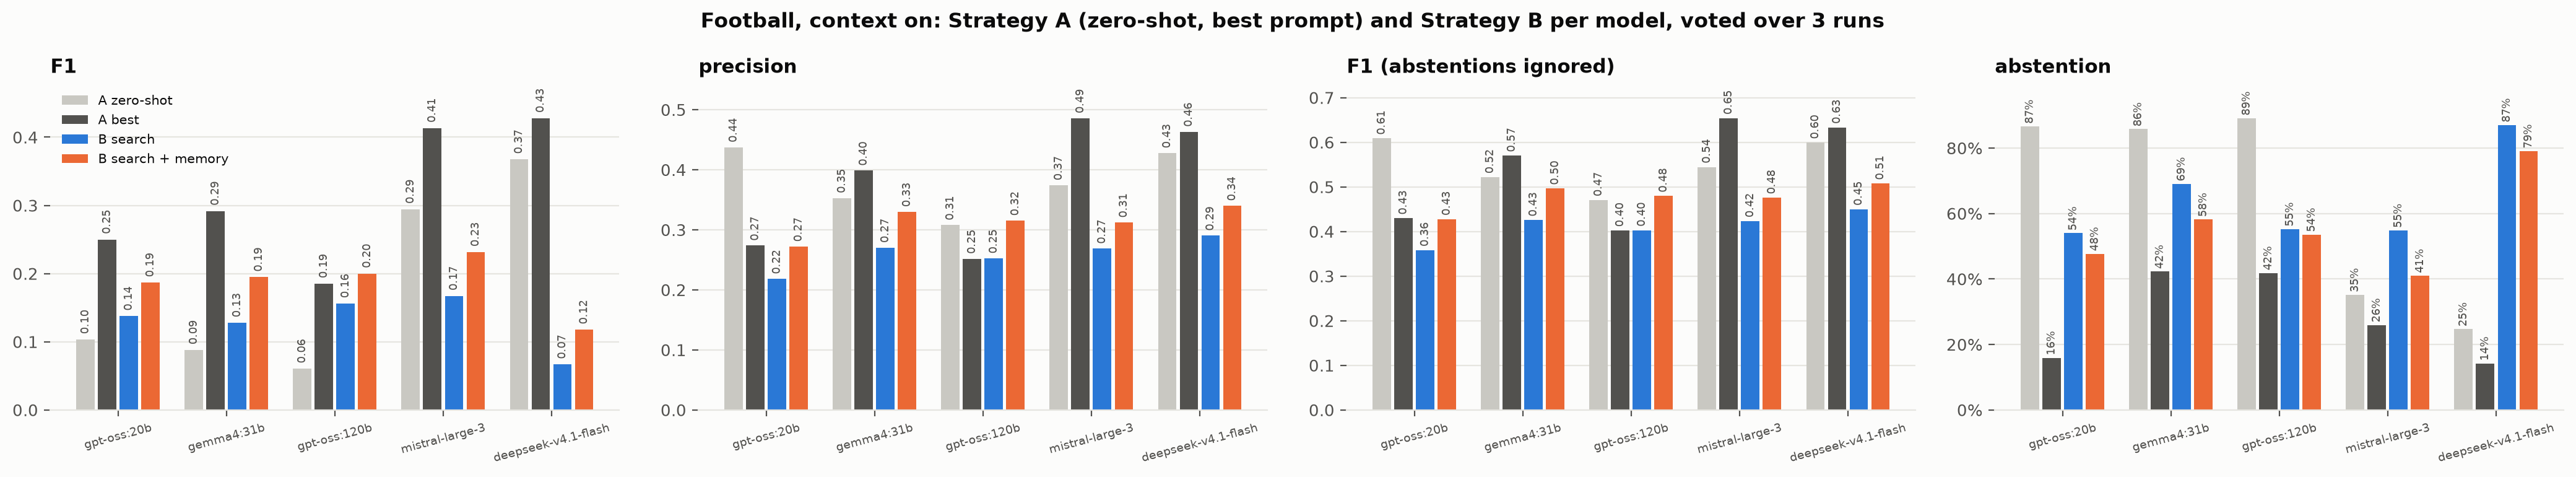 Football, context on: Strategy A (zero-shot, best prompt) and Strategy B per model, voted over 3 runs
F1
A zero-shot
A best
B search
B search + memory
0.4
0.3
0.2
0.1
0.0
0.10 0.25 0.14 0.19
0.09 0.29 0.13 0.19
0.06 0.19 0.16 0.20
0.29 0.41 0.17 0.23
0.37 0.43 0.07 0.12
gpt-oss:20b gemma4:31b gpt-oss:120b mistral-large-3 deepseek-v4.1-flash
precision
0.5
0.4
0.3
0.2
0.1
0.0
0.44 0.27 0.22 0.27
0.35 0.40 0.27 0.33
0.31 0.25 0.25 0.32
0.37 0.49 0.27 0.31
0.43 0.46 0.29 0.34
gpt-oss:20b gemma4:31b gpt-oss:120b mistral-large-3 deepseek-v4.1-flash
F1 (abstentions ignored)
0.7
0.6
0.5
0.4
0.3
0.2
0.1
0.0
0.61 0.43 0.36 0.43
0.52 0.57 0.43 0.50
0.47 0.40 0.40 0.48
0.54 0.65 0.42 0.48
0.60 0.63 0.45 0.51
gpt-oss:20b gemma4:31b gpt-oss:120b mistral-large-3 deepseek-v4.1-flash
abstention
80%
60%
40%
20%
0%
87% 16% 54% 48%
86% 42% 69% 58%
89% 42% 55% 54%
35% 26% 55% 41%
25% 14% 87% 79%
gpt-oss:20b gemma4:31b gpt-oss:120b mistral-large-3 deepseek-v4.1-flash